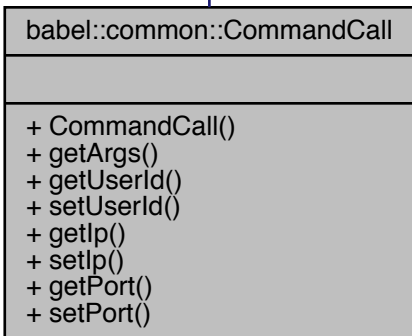 babel::common::CommandCall
+ CommandCall()
+ getArgs()
+ getUserId()
+ setUserId()
+ getIp()
+ setIp()
+ getPort()
+ setPort()